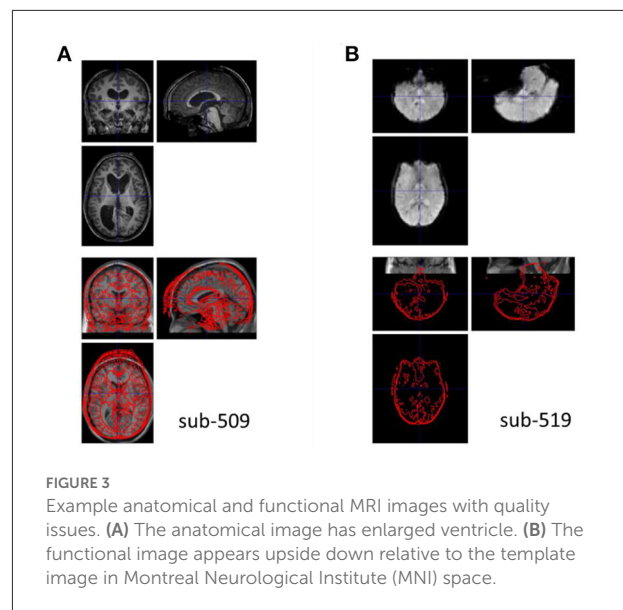 A
B
sub-509
sub-519
FIGURE 3
Example anatomical and functional MRI images with quality
issues. (A) The anatomical image has enlarged ventricle. (B) The
functional image appears upside down relative to the template
image in Montreal Neurological Institute (MNI) space.